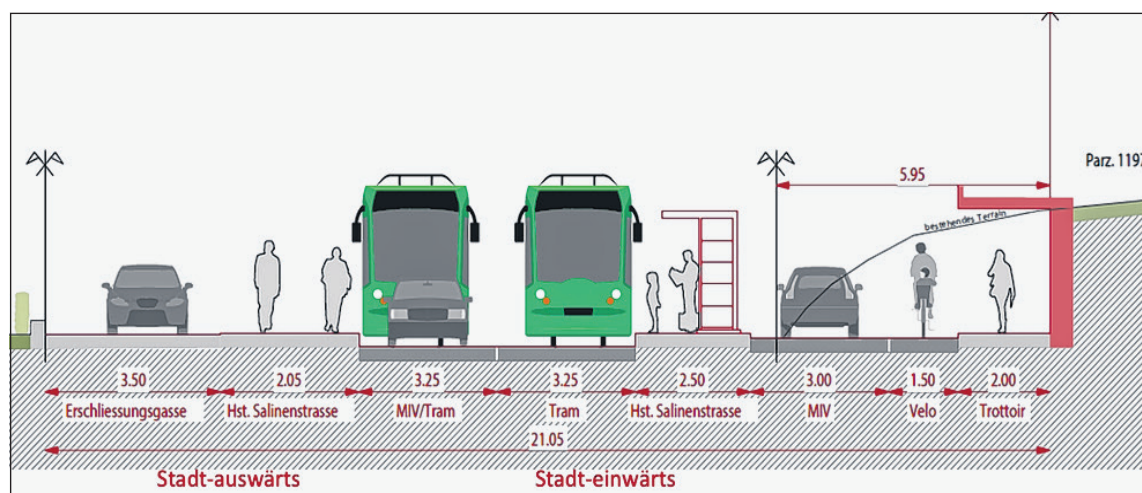 Parz. 1197
5.95
bestehendes Terrain
3.50 2.05 3.25 3.25 2.50 3.00 1.50 2.00
Erschliessungsgasse Hst. Salinenstrasse MIV/Tram Tram Hst. Salinenstrasse MIV Velo Trottoir
21.05
Stadt-auswärts Stadt-einwärts